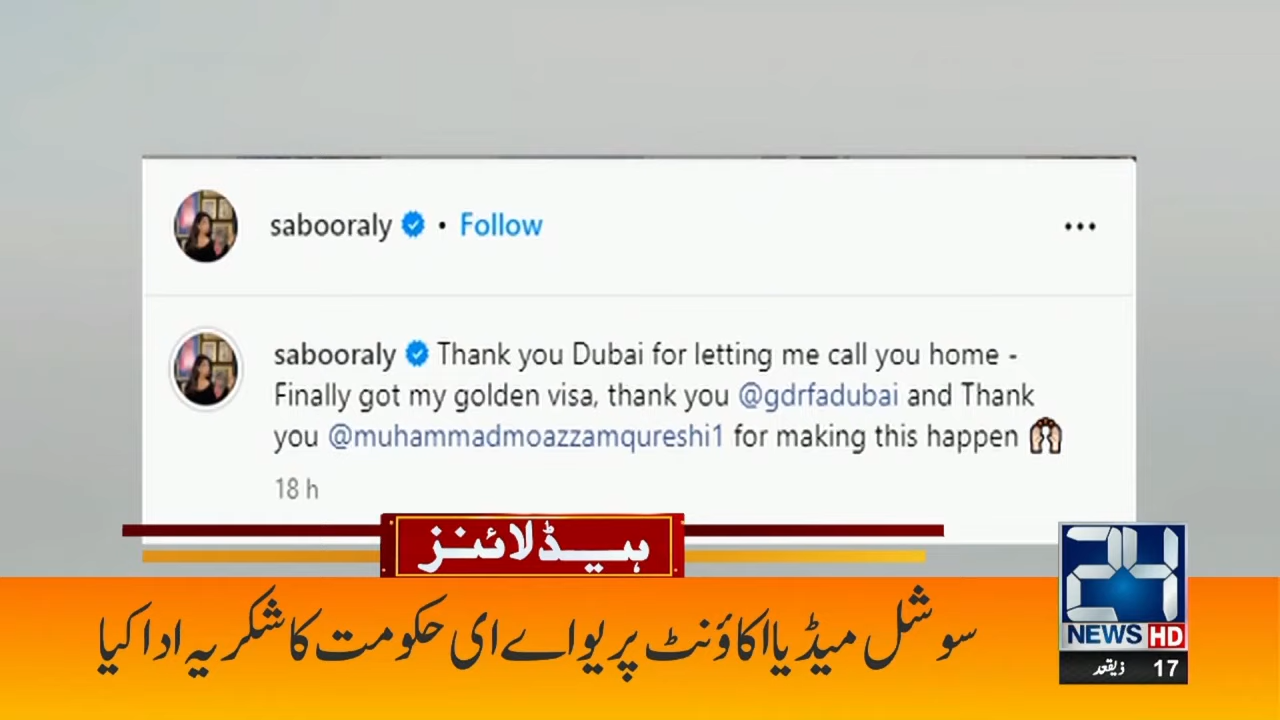 sabooraly • Follow
sabooraly Thank you Dubai for letting me call you home -
Finally got my golden visa, thank you @gdrfadubai and Thank
you @muhammadmoazzamqureshi1 for making this happen 🙌
18 h
ہیڈلائنز
سوشل میڈیا اکاؤنٹ پر یو اے ای حکومت کا شکریہ ادا کیا
24
NEWS HD
17 ذیقعد